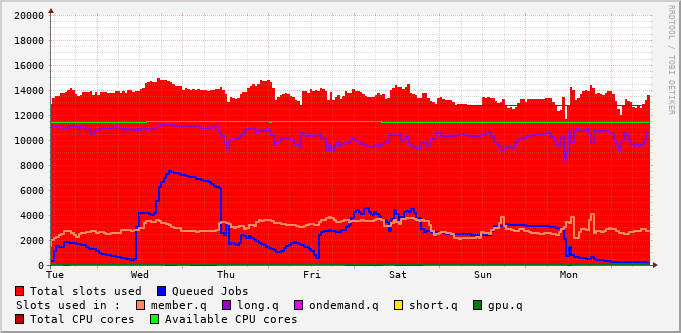 RRDTOOL / TOBI OETIKER
20000
18000
16000
14000
12000
10000
8000
6000
4000
2000
0
Tue Wed Thu Fri Sat Sun Mon
Total slots used Queued Jobs
Slots used in : member.q long.q ondemand.q short.q gpu.q
Total CPU cores Available CPU cores